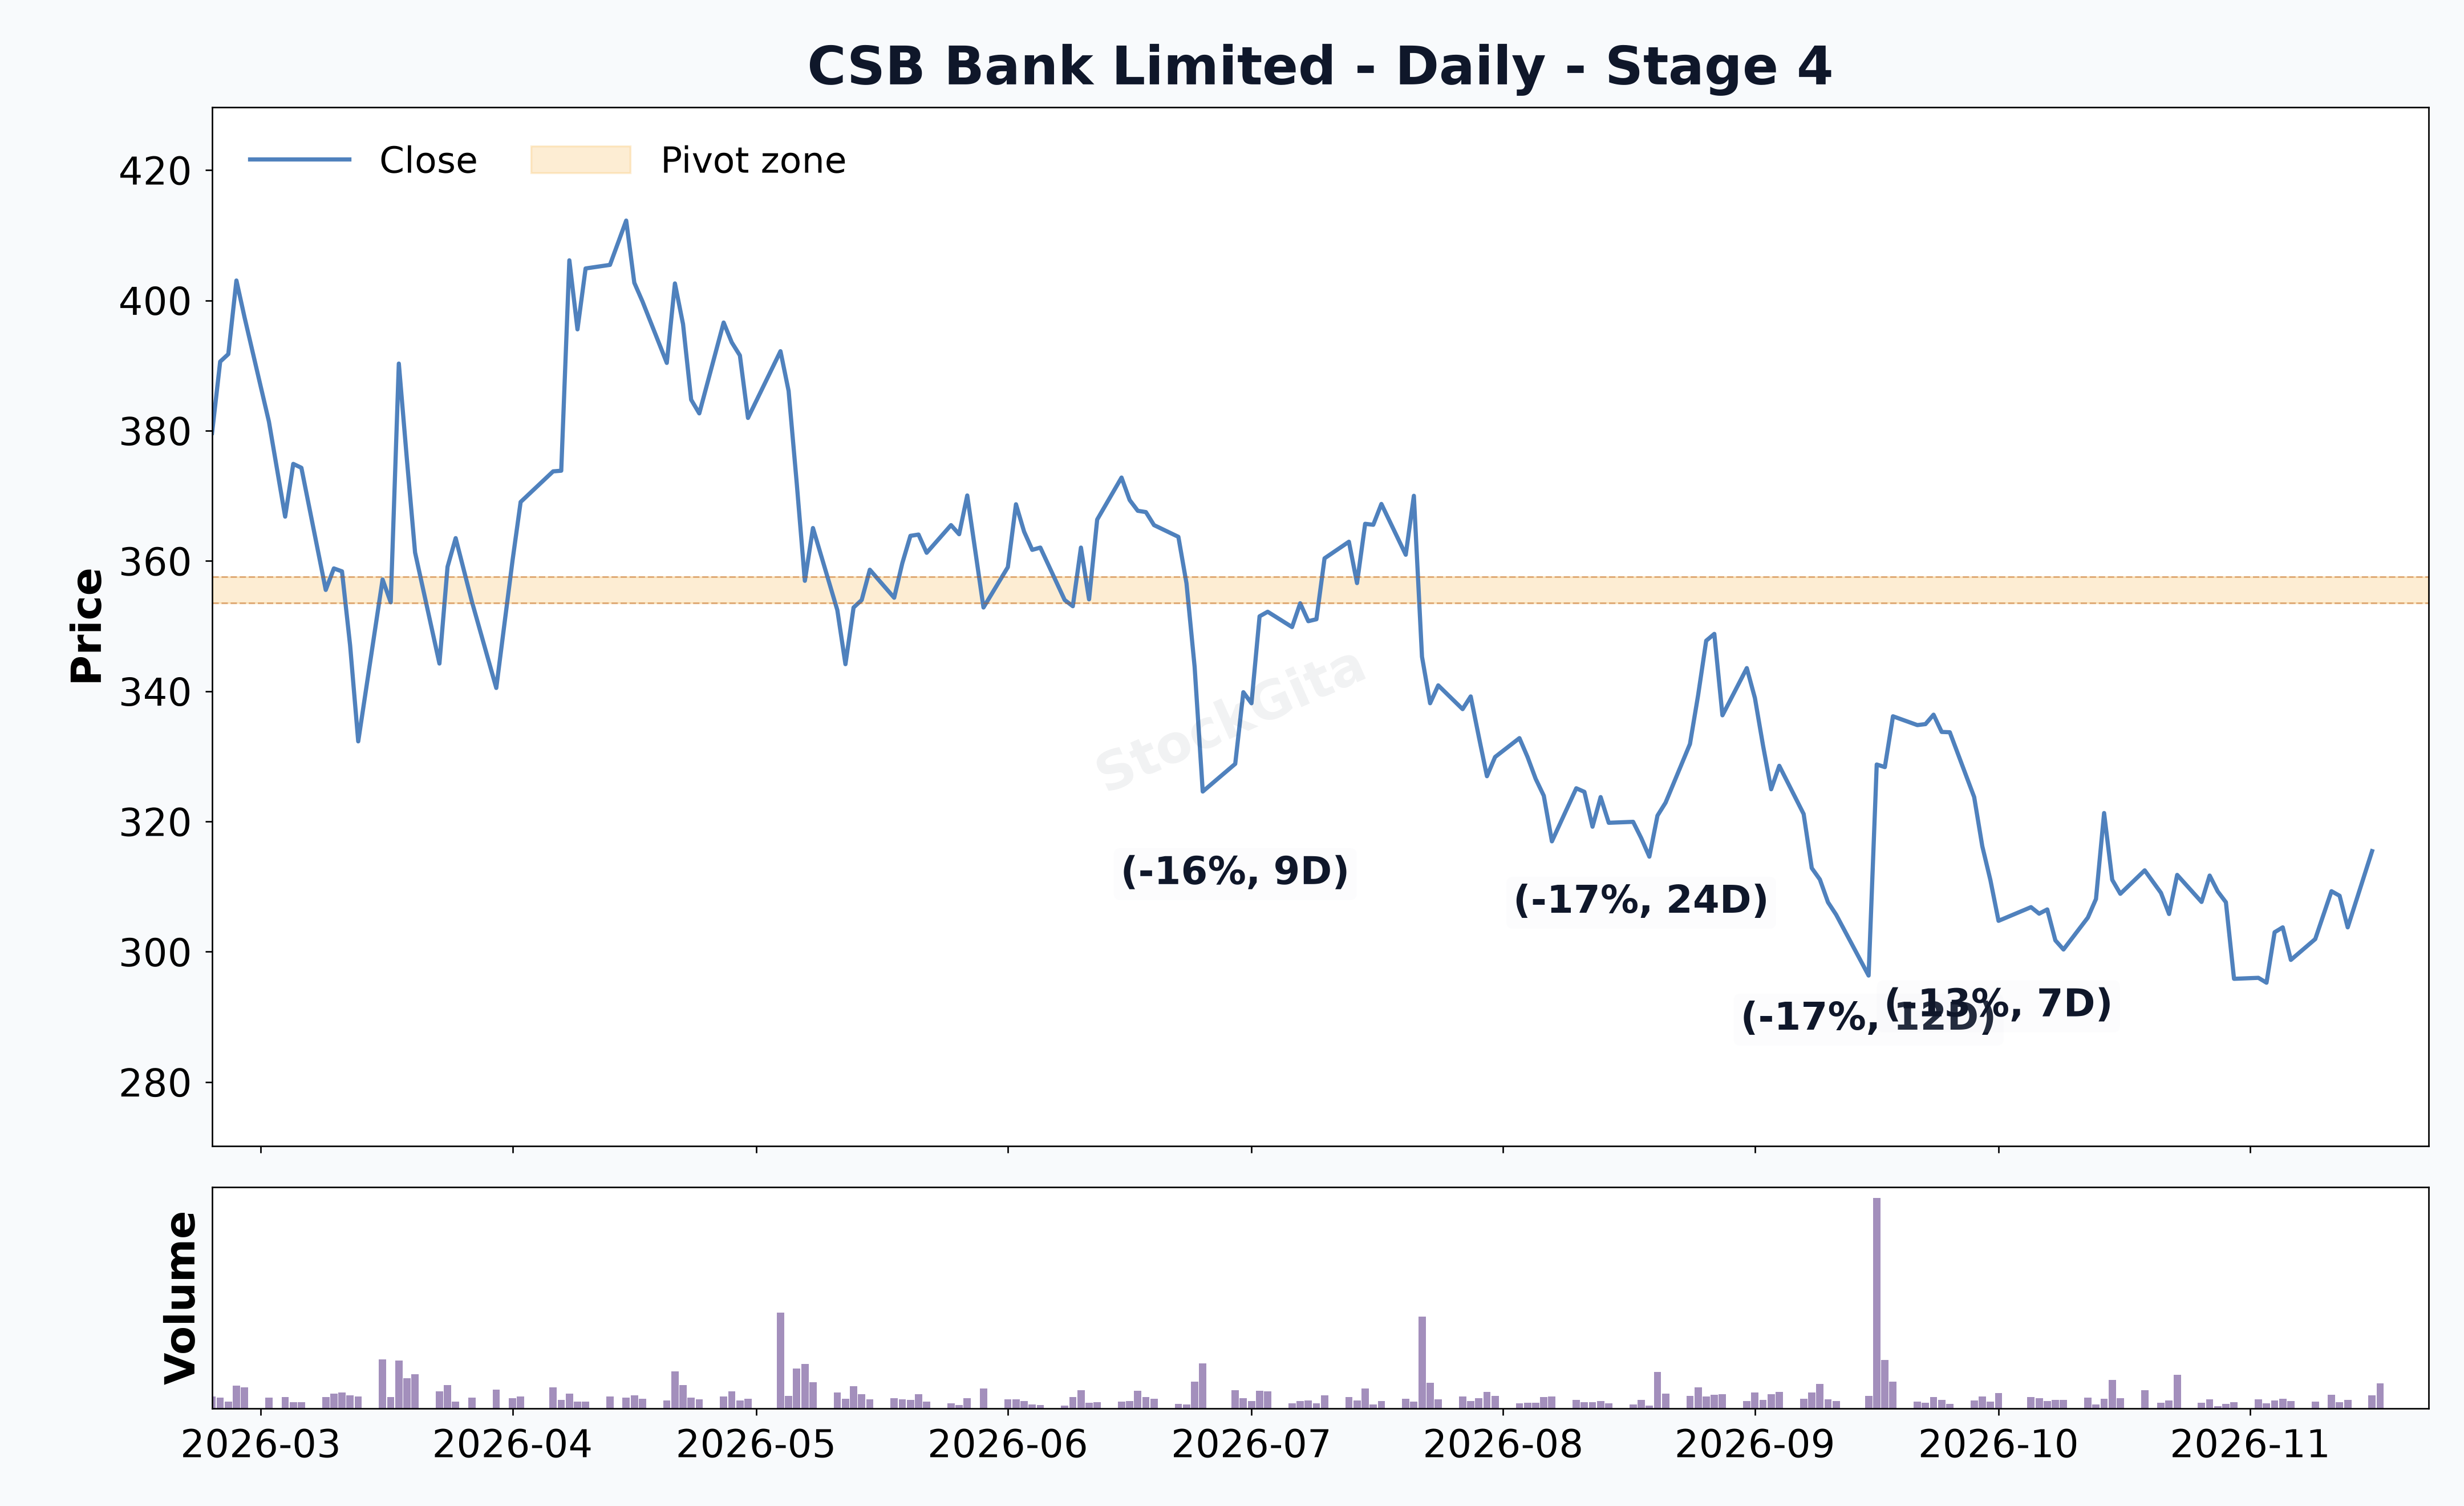 CSB Bank Limited - Daily - Stage 4
Close
Pivot zone
Price
420
400
380
360
340
320
300
280
StockGita
(-16%, 9D)
(-17%, 24D)
(-17%, 12D)
(-13%, 7D)
Volume
2026-03
2026-04
2026-05
2026-06
2026-07
2026-08
2026-09
2026-10
2026-11